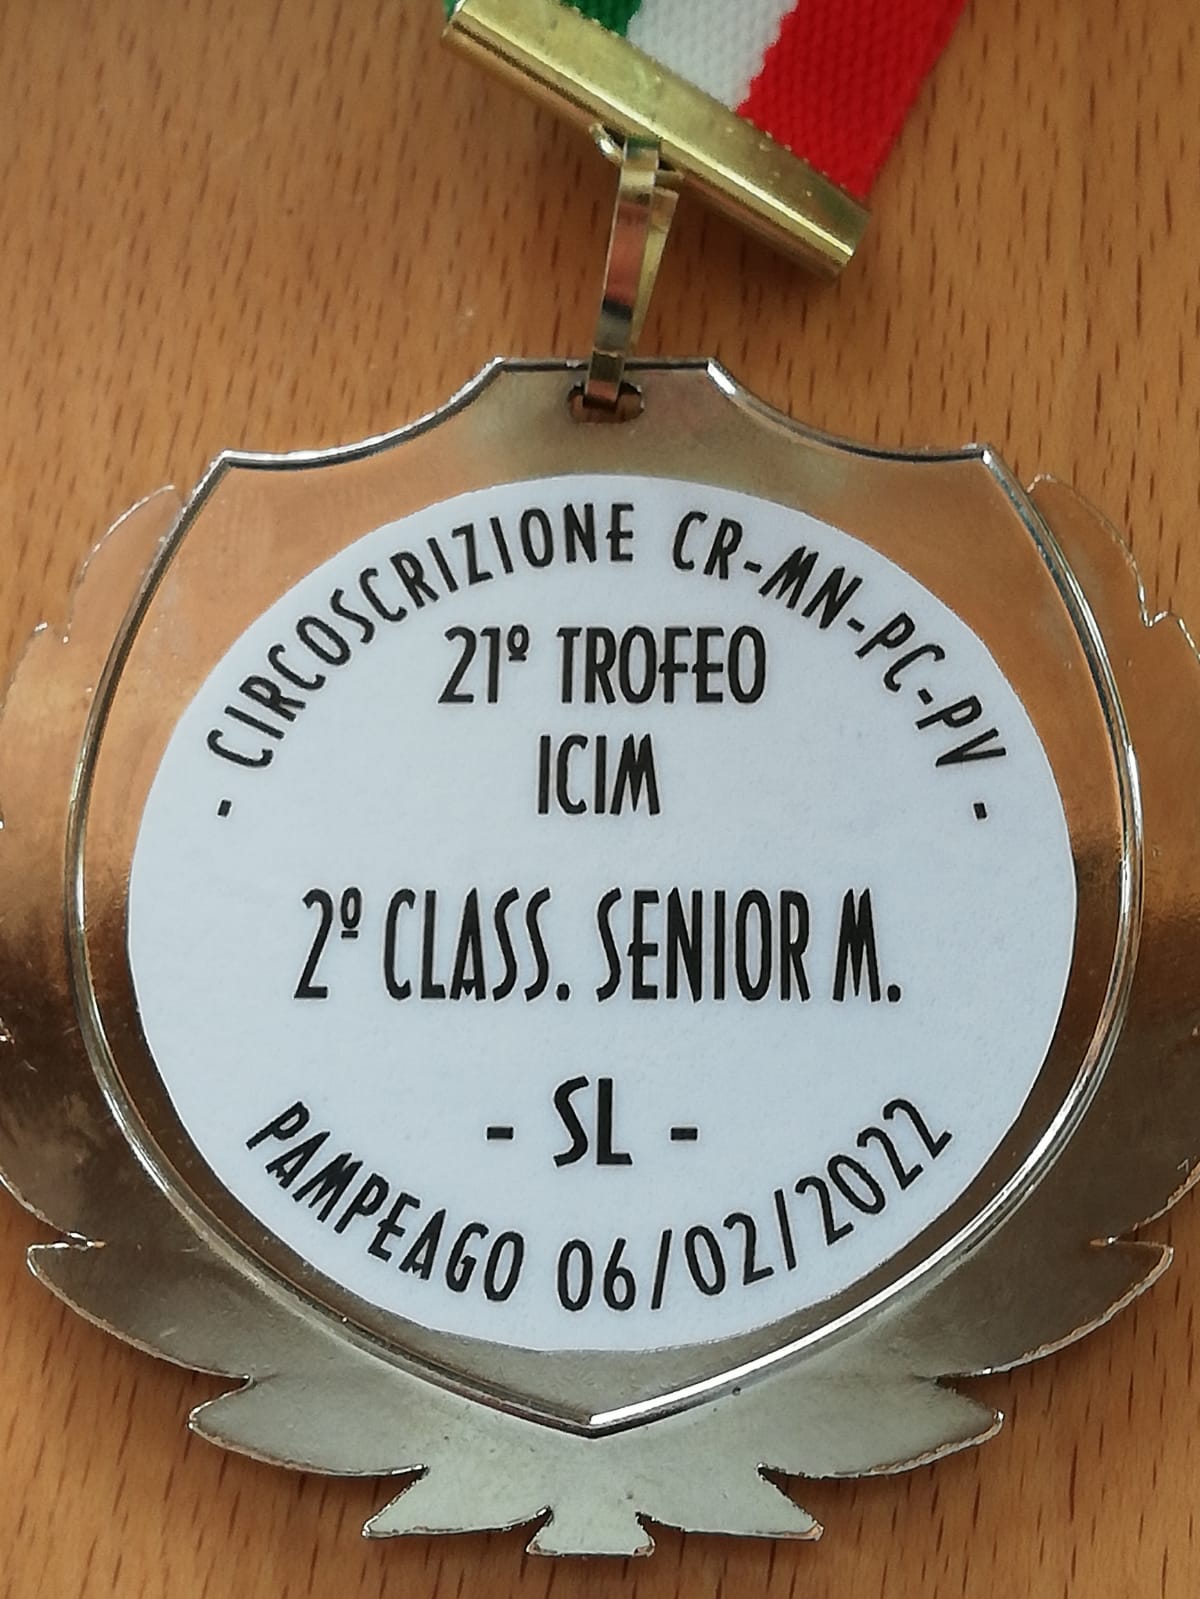 - CIRCOSCRIZIONE CR-MN-PC-PV -
21º TROFEO
ICIM
2º CLASS. SENIOR M.
- SL -
PAMPEAGO 06/02/2022